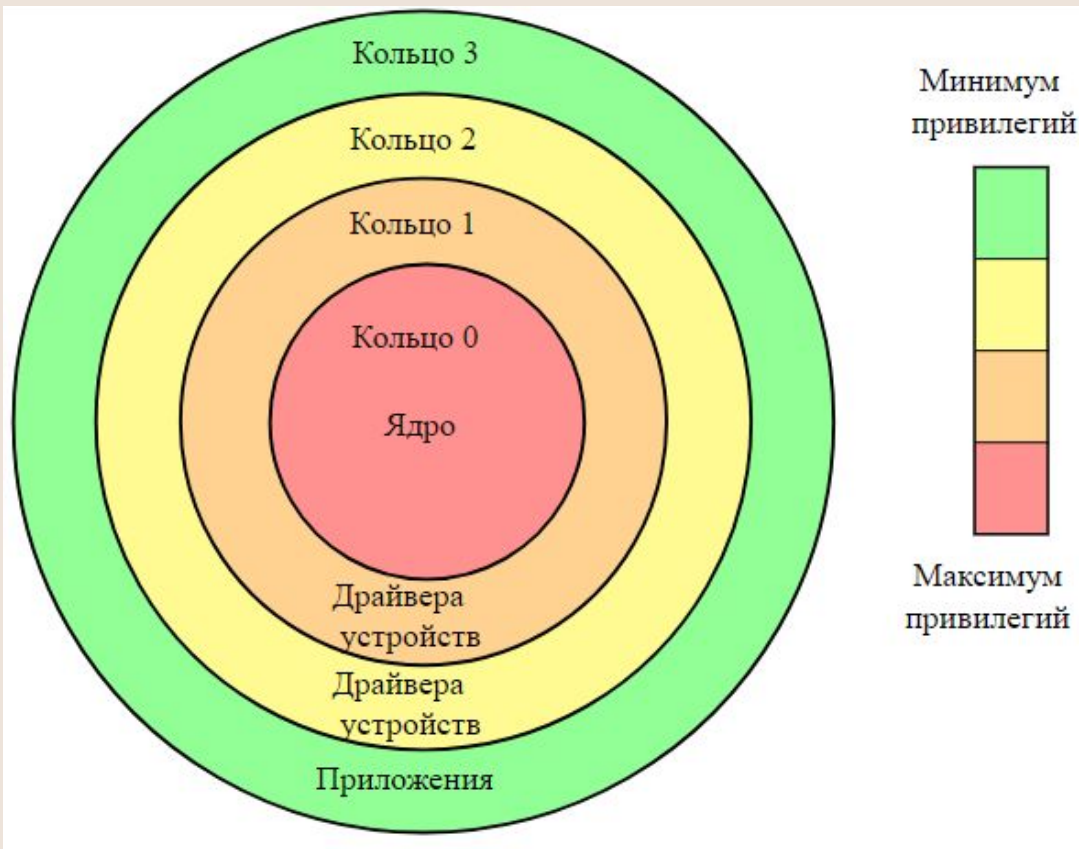 Кольцо 3
Кольцо 2
Кольцо 1
Кольцо 0
Ядро
Драйвера
устройств
Драйвера
устройств
Приложения
Минимум
привилегий
Максимум
привилегий